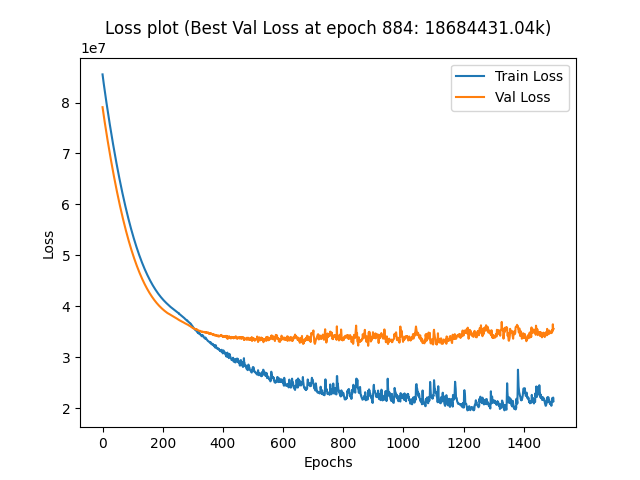 Loss plot (Best Val Loss at epoch 884: 18684431.04k)
1e7
Train Loss
Val Loss
8
7
6
5
4
3
2
Loss
0 200 400 600 800 1000 1200 1400
Epochs